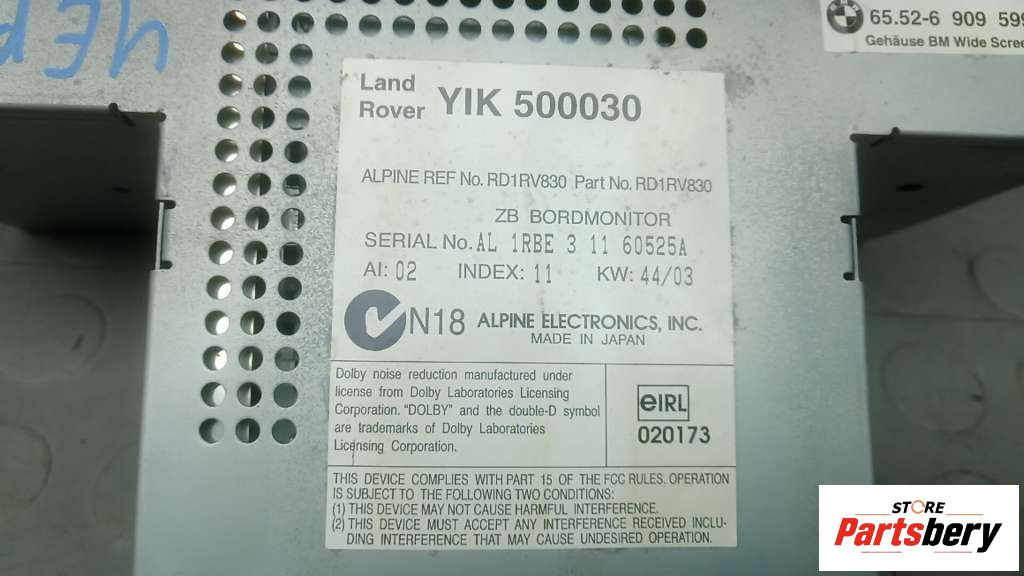 ЧЕР
65.52-6 909 599
Gehäuse BM Wide Scree
Land Rover YIK 500030
ALPINE REF No. RD1RV830 Part No. RD1RV830
ZB BORDMONITOR
SERIAL No. AL 1RBE 3 11 60525A
AI: 02 INDEX: 11 KW: 44/03
N18 ALPINE ELECTRONICS, INC.
MADE IN JAPAN
Dolby noise reduction manufactured under
license from Dolby Laboratories Licensing
Corporation. "DOLBY" and the double-D symbol
are trademarks of Dolby Laboratories
Licensing Corporation.
eIRL
020173
THIS DEVICE COMPLIES WITH PART 15 OF THE FCC RULES. OPERATION
IS SUBJECT TO THE FOLLOWING TWO CONDITIONS:
(1) THIS DEVICE MAY NOT CAUSE HARMFUL INTERFERENCE.
(2) THIS DEVICE MUST ACCEPT ANY INTERFERENCE RECEIVED INCLU-
DING INTERFERENCE THAT MAY CAUSE UNDESIRED OPERATION.
STORE
Partsbery